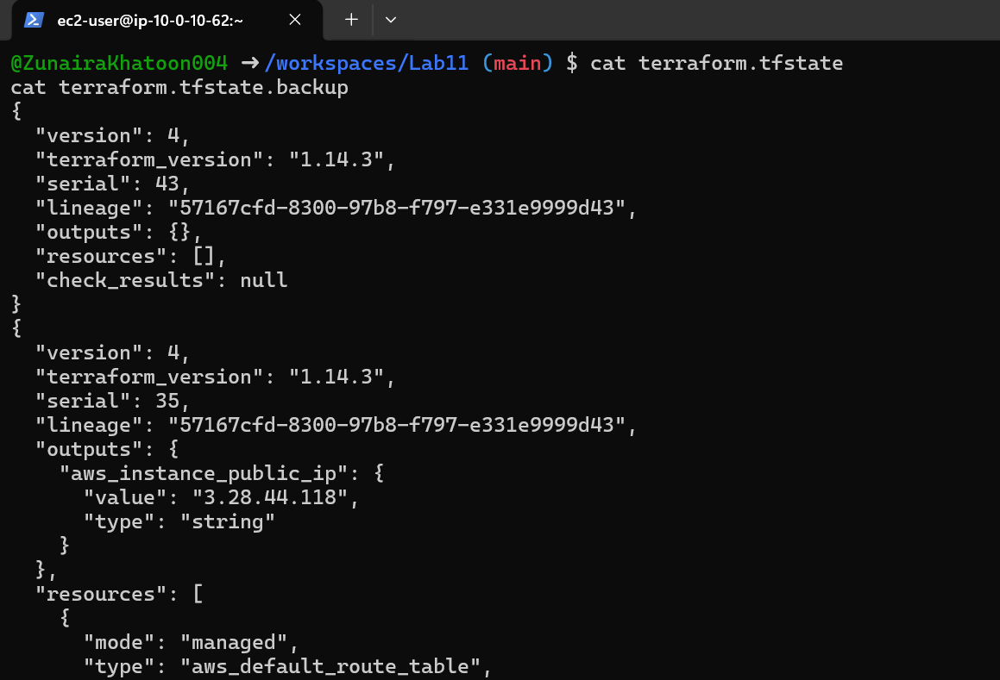 ec2-user@ip-10-0-10-62:~
@ZunairaKhatoon004 ➜ /workspaces/Lab11 (main) $ cat terraform.tfstate
cat terraform.tfstate.backup
{
  "version": 4,
  "terraform_version": "1.14.3",
  "serial": 43,
  "lineage": "57167cfd-8300-97b8-f797-e331e9999d43",
  "outputs": {},
  "resources": [],
  "check_results": null
}
{
  "version": 4,
  "terraform_version": "1.14.3",
  "serial": 35,
  "lineage": "57167cfd-8300-97b8-f797-e331e9999d43",
  "outputs": {
    "aws_instance_public_ip": {
      "value": "3.28.44.118",
      "type": "string"
    }
  },
  "resources": [
    {
      "mode": "managed",
      "type": "aws_default_route_table",